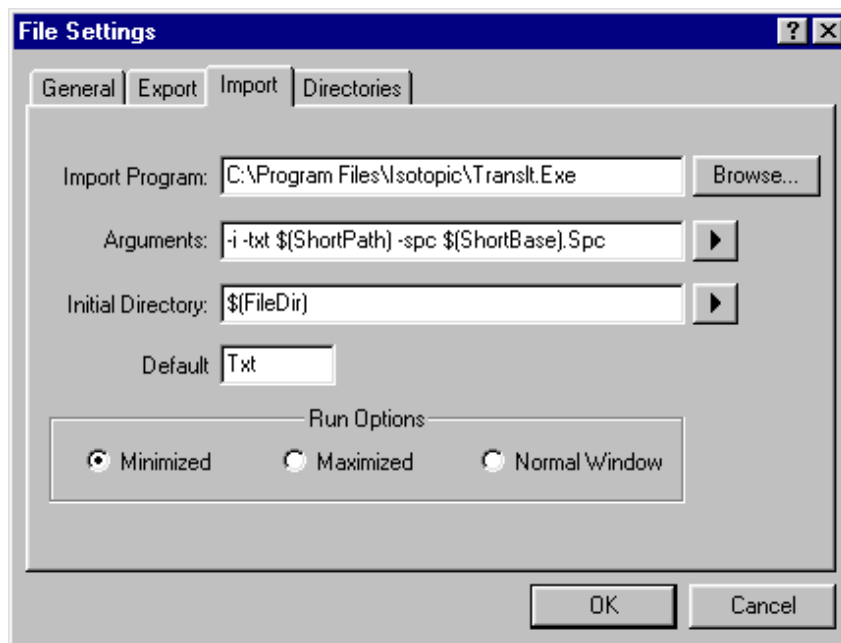 File Settings
General Export Import Directories
Import Program: C:\Program Files\Isotopic\TransIt.Exe Browse...
Arguments: -i -txt $(ShortPath) -spc $(ShortBase).Spc
Initial Directory: $(FileDir)
Default Txt
Run Options
Minimized Maximized Normal Window
OK Cancel